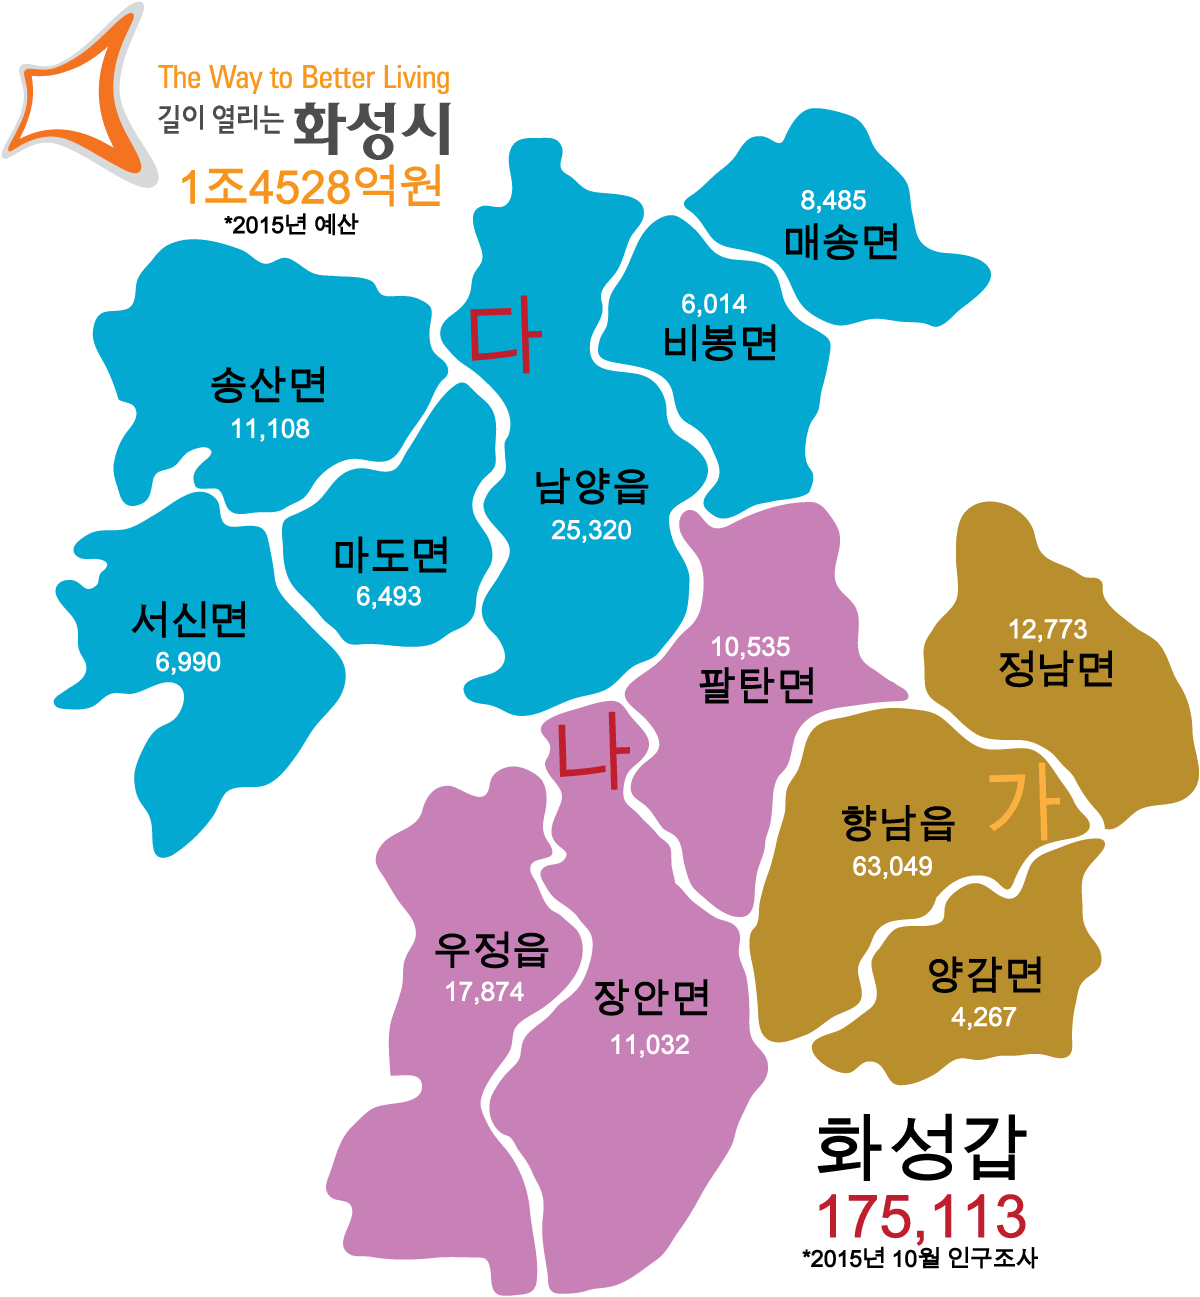 The Way to Better Living
길이 열리는 화성시
1조4528억원
*2015년 예산
8,485
매송면
6,014
비봉면
다
송산면
11,108
남양읍
25,320
마도면
6,493
서신면
6,990
10,535
팔탄면
12,773
정남면
나
가
향남읍
63,049
우정읍
17,874
장안면
11,032
양감면
4,267
화성갑
175,113
*2015년 10월 인구조사